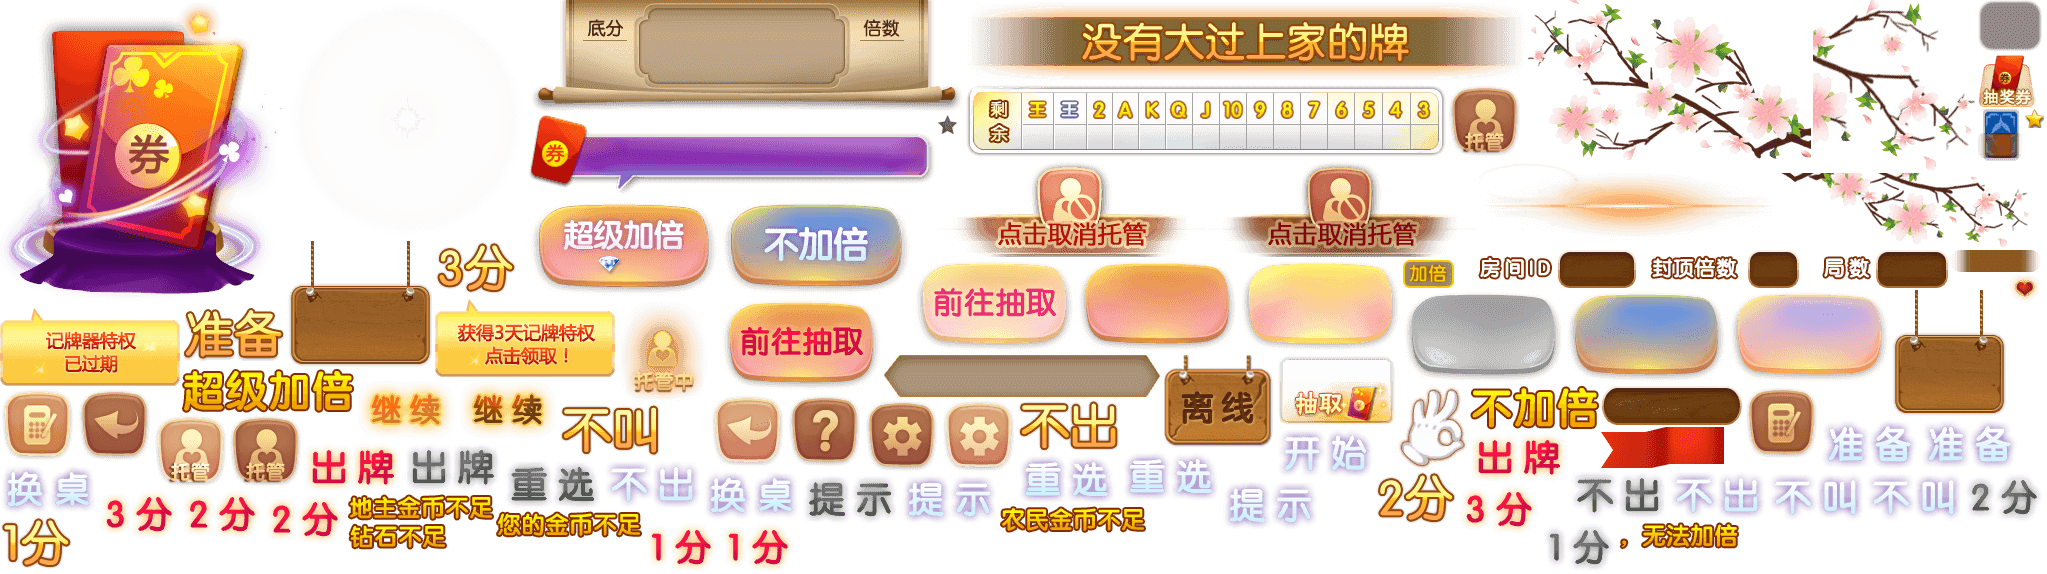 底分
倍数
没有大过上家的牌
券
剩余
王 王 2 A K Q J 10 9 8 7 6 5 4 3
托管
券
抽奖券
券
点击取消托管
点击取消托管
超级加倍
不加倍
3分
房间ID
封顶倍数
局数
加倍
前往抽取
记牌器特权
已过期
准备
获得3天记牌特权
点击领取！
前往抽取
托管中
超级加倍
继续
继续
不叫
不出
离线
抽取
不加倍
托管
托管
出牌
出牌
重选
不出
换桌
提示
提示
重选
重选
开始
出牌
准备
准备
换桌
3分
2分
2分
地主金币不足
钻石不足
您的金币不足
农民金币不足
提示
2分
3分
不出
不出
不叫
不叫
2分
1分
1分
1分
1分
，无法加倍